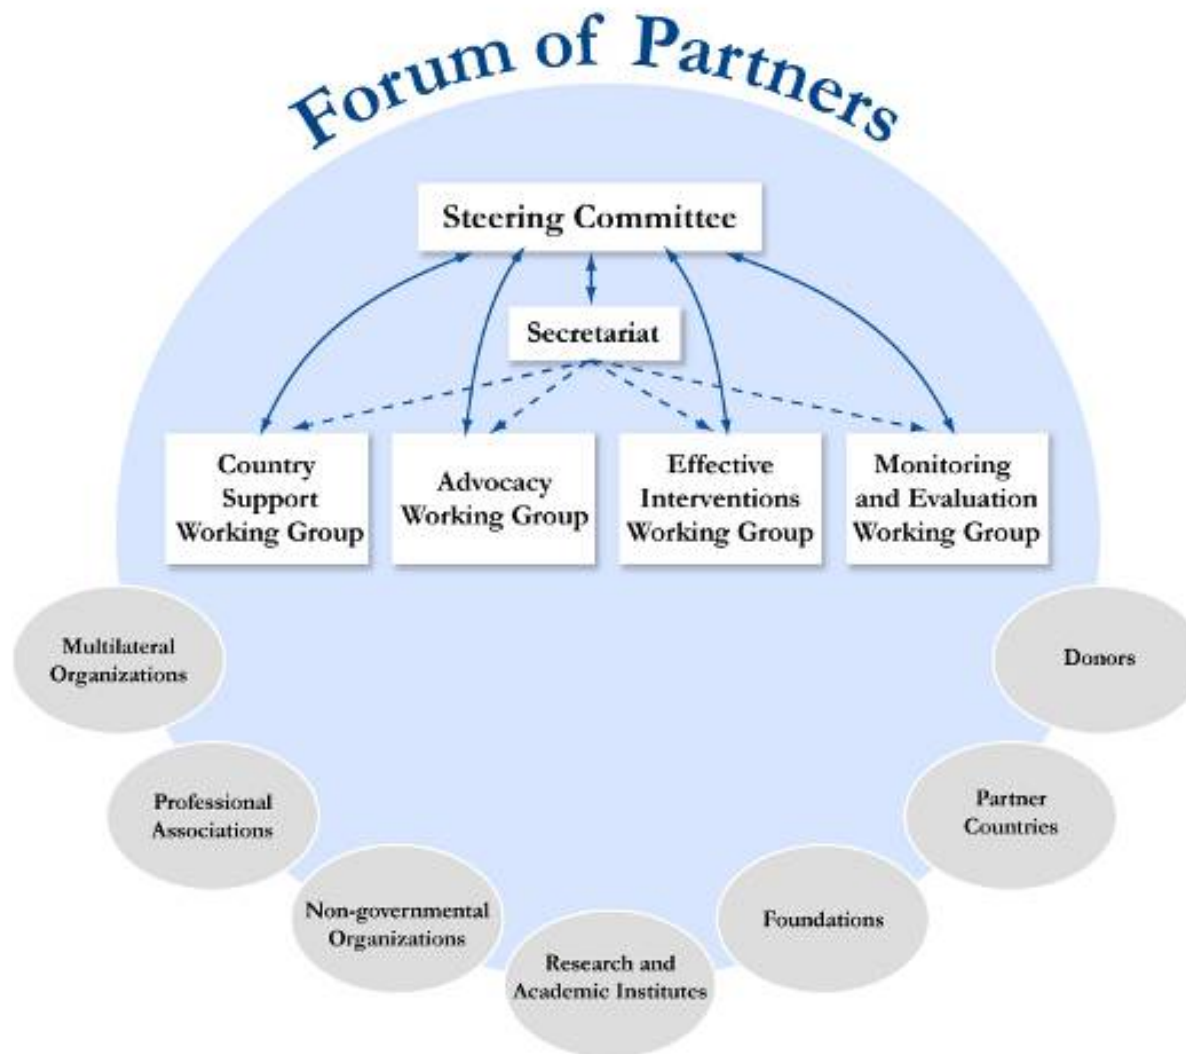 Forum of Partners
Steering Committee
Secretariat
Country
Support
Working Group
Advocacy
Working Group
Effective
Interventions
Working Group
Monitoring
and Evaluation
Working Group
Multilateral
Organizations
Donors
Professional
Associations
Partner
Countries
Non-governmental
Organizations
Foundations
Research and
Academic Institutes